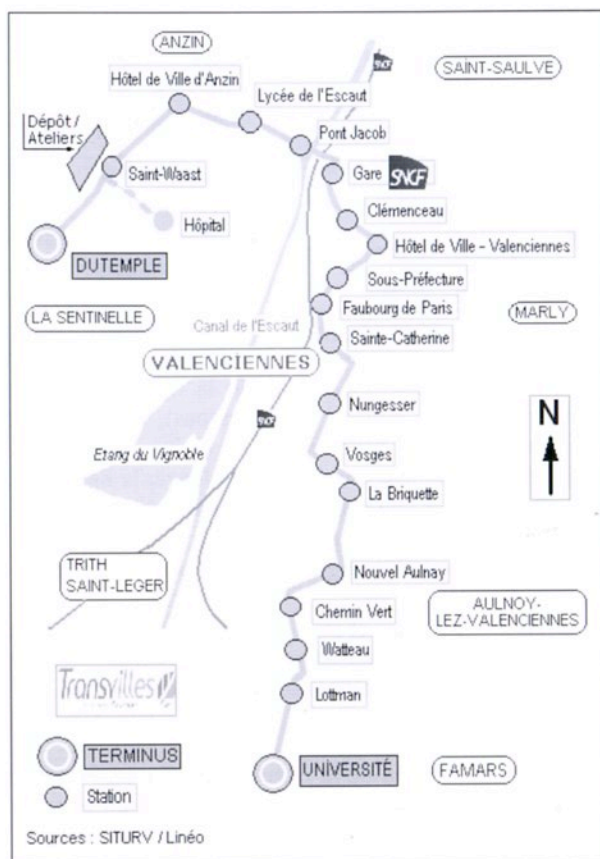 ANZIN
SNCF
SAINT-SAULVE
Hôtel de Ville d'Anzin
Lycée de l'Escaut
Dépôt /
Ateliers
Pont Jacob
Saint-Waast
Gare
SNCF
Clémenceau
Hôpital
Hôtel de Ville - Valenciennes
DUTEMPLE
Sous-Préfecture
LA SENTINELLE
Faubourg de Paris
MARLY
Canal de l'Escaut
Sainte-Catherine
VALENCIENNES
Nungesser
N
SNCF
Etang du Vignoble
Vosges
La Briquette
TRITH
SAINT-LEGER
Nouvel Aulnay
Chemin Vert
AULNOY-
LEZ-VALENCIENNES
Watteau
Transvilles
Lottman
TERMINUS
UNIVERSITÉ
FAMARS
Station
Sources : SITURV / Linéo